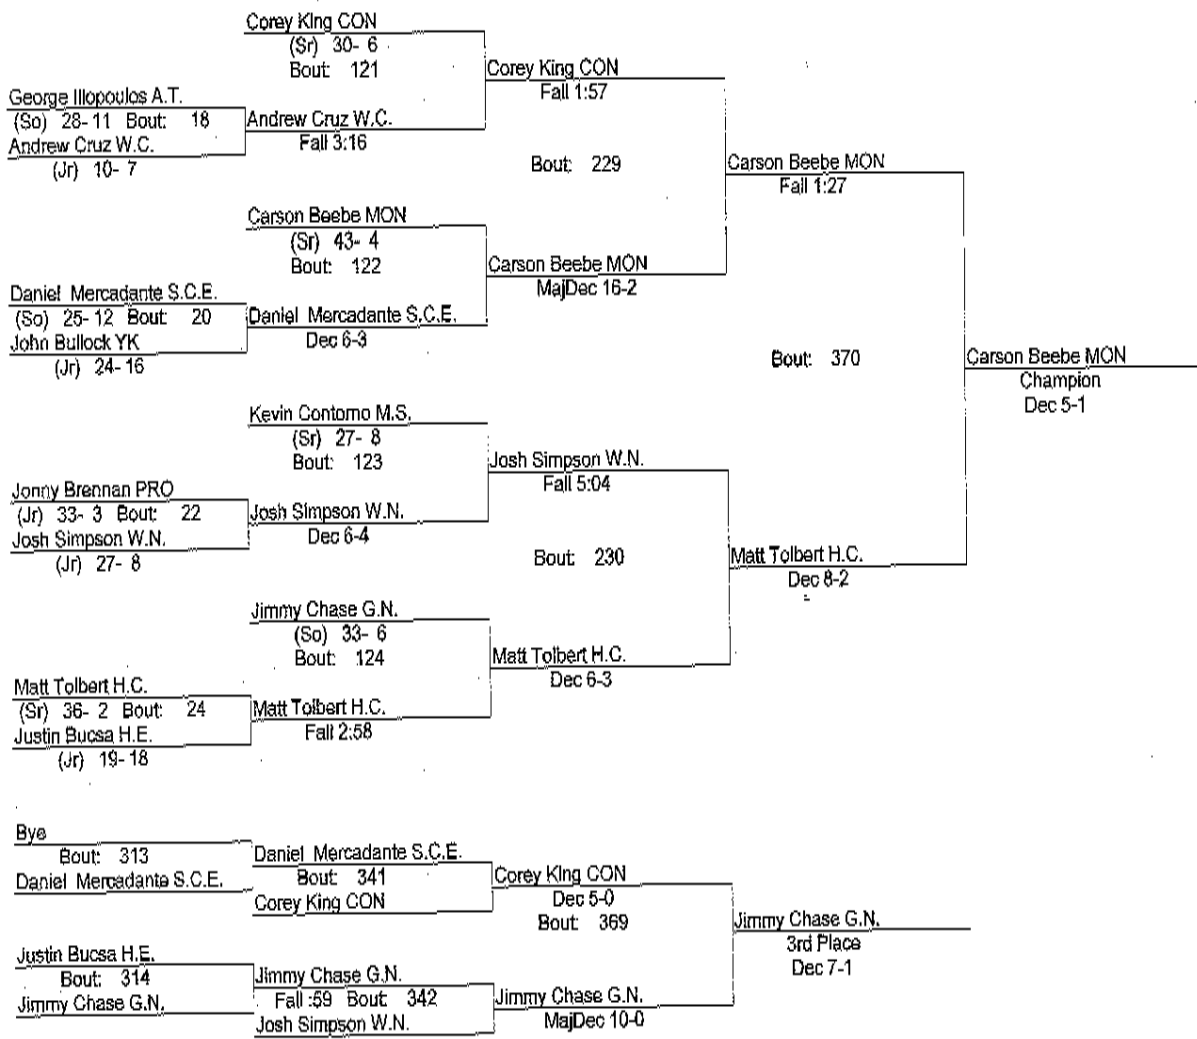 Corey King CON
(Sr) 30- 6
Bout: 121
Corey King CON
Fall 1:57
George Iliopoulos A.T.
(So) 28- 11 Bout: 18
Andrew Cruz W.C.
Fall 3:16
Andrew Cruz W.C.
(Jr) 10- 7
Bout: 229
Carson Beebe MON
Fall 1:27
Carson Beebe MON
(Sr) 43- 4
Bout: 122
Carson Beebe MON
MajDec 16-2
Daniel Mercadante S.C.E.
(So) 25- 12 Bout: 20
Daniel Mercadante S.C.E.
Dec 6-3
John Bullock YK
(Jr) 24- 16
Bout: 370
Carson Beebe MON
Champion
Dec 5-1
Kevin Contorno M.S.
(Sr) 27- 8
Bout: 123
Josh Simpson W.N.
Fall 5:04
Jonny Brennan PRO
(Jr) 33- 3 Bout: 22
Josh Simpson W.N.
Dec 6-4
Josh Simpson W.N.
(Jr) 27- 8
Bout: 230
Matt Tolbert H.C.
Dec 8-2
Jimmy Chase G.N.
(So) 33- 6
Bout: 124
Matt Tolbert H.C.
Dec 6-3
Matt Tolbert H.C.
(Sr) 36- 2 Bout: 24
Matt Tolbert H.C.
Fall 2:58
Justin Bucsa H.E.
(Jr) 19- 18
Bye
Bout: 313
Daniel Mercadante S.C.E.
Daniel Mercadante S.C.E.
Bout: 341
Corey King CON
Corey King CON
Dec 5-0
Bout: 369
Jimmy Chase G.N.
3rd Place
Dec 7-1
Justin Bucsa H.E.
Bout: 314
Jimmy Chase G.N.
Jimmy Chase G.N.
Fall :59 Bout: 342
Josh Simpson W.N.
Jimmy Chase G.N.
MajDec 10-0